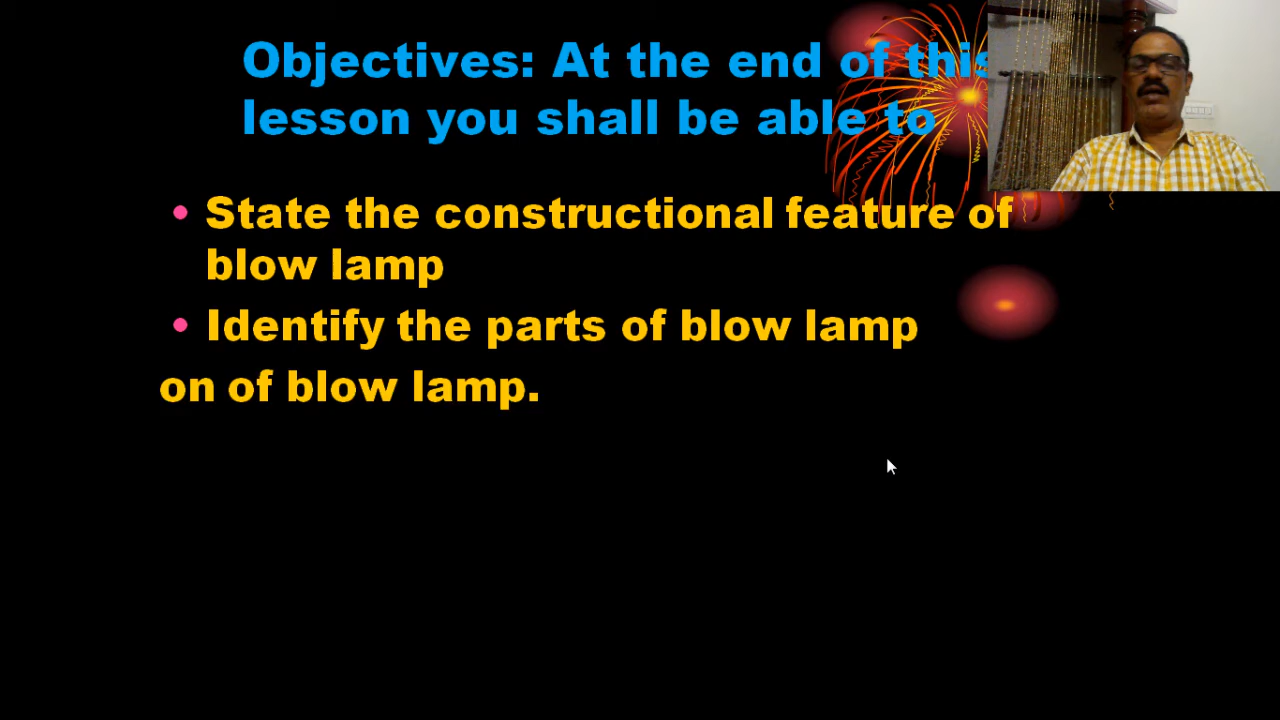 Objectives: At the end of this
lesson you shall be able to
• State the constructional feature of
blow lamp
• Identify the parts of blow lamp
on of blow lamp.